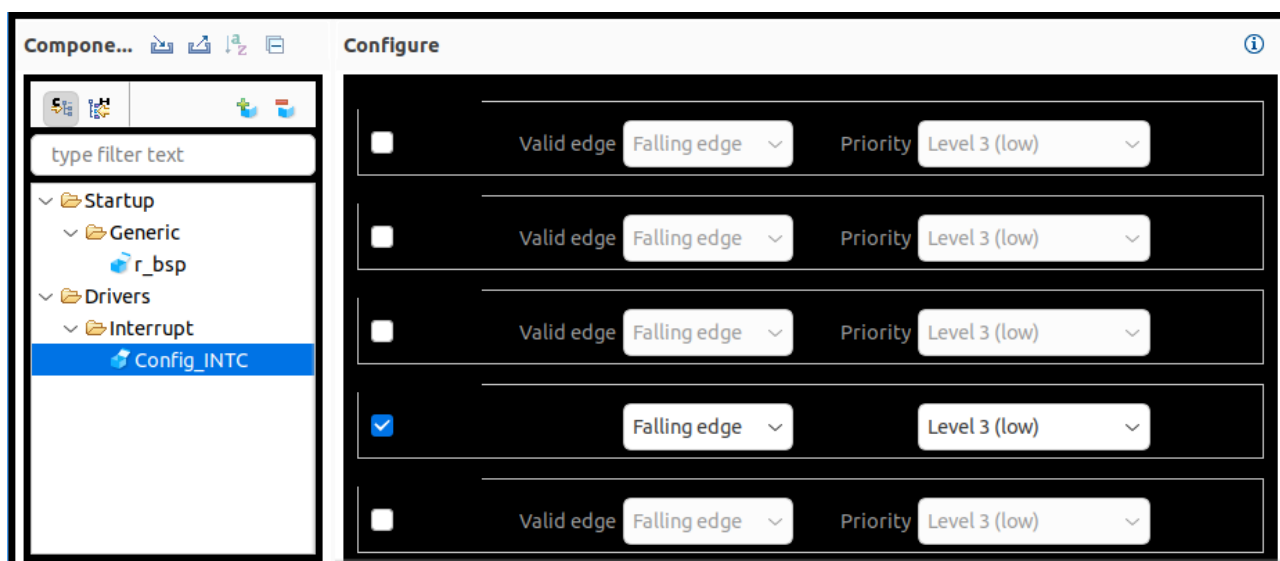 Compone...
Configure
type filter text
Startup
Generic
r_bsp
Drivers
Interrupt
Config_INTC
Valid edge Falling edge Priority Level 3 (low)
Valid edge Falling edge Priority Level 3 (low)
Valid edge Falling edge Priority Level 3 (low)
Falling edge Level 3 (low)
Valid edge Falling edge Priority Level 3 (low)